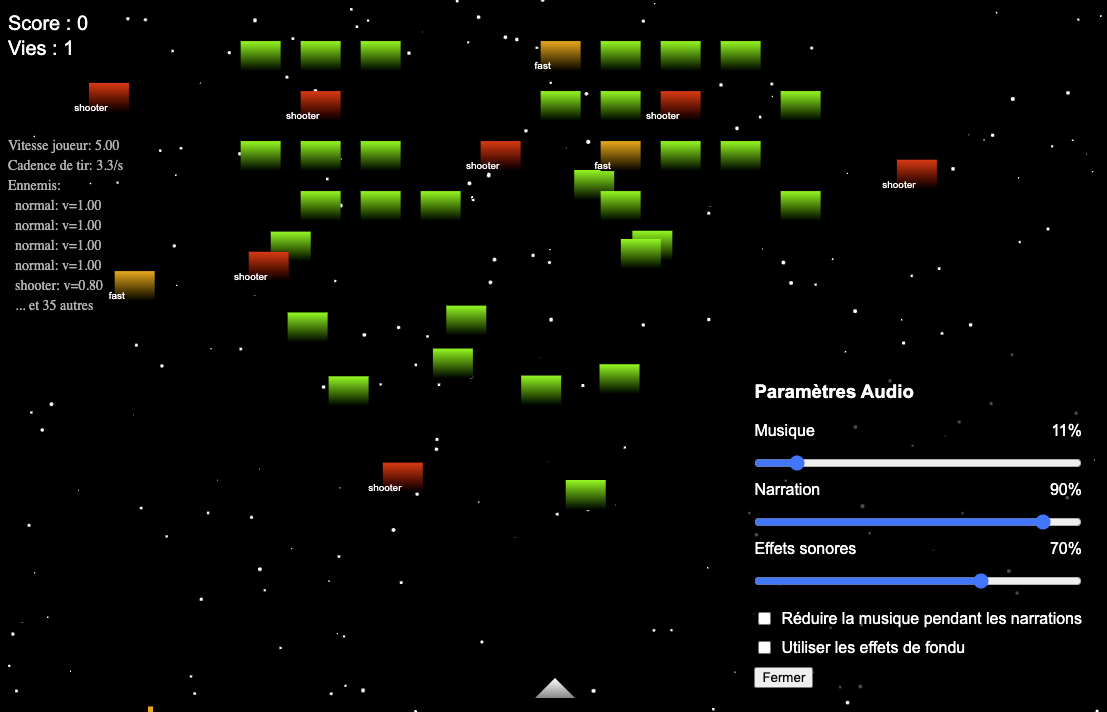 Score : 0
Vies : 1
fast
shooter
shooter
shooter
Vitesse joueur: 5.00
shooter
fast
Cadence de tir: 3.3/s
shooter
Ennemis:
normal: v=1.00
normal: v=1.00
normal: v=1.00
normal: v=1.00
shooter
shooter: v=0.80
fast
... et 35 autres
Paramètres Audio
Musique 11%
shooter
Narration 90%
Effets sonores 70%
Réduire la musique pendant les narrations
Utiliser les effets de fondu
Fermer